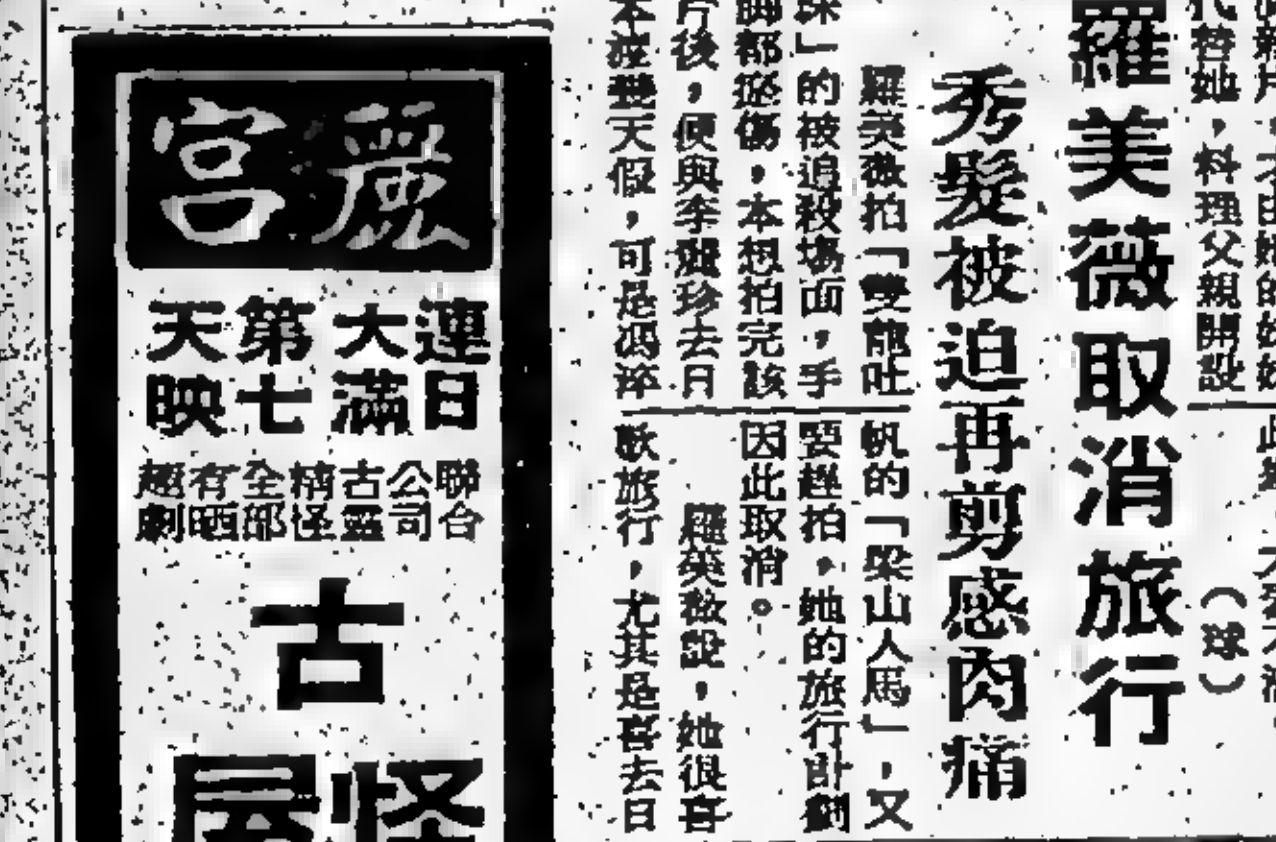 代替她，料理父親開設
（球）
羅美薇取消旅行
秀髮被迫再剪感肉痛
羅美薇拍「雙龍吐
珠」的被追殺場面，手
脚都瘀傷，本想拍完該
片後，便與李麗珍去月
本渡幾天假，可是馮淬
帆的「梁山人馬」，又
要趕拍，她的旅行計劃
因此取消。
羅美薇說，她很喜
歡旅行，尤其是喜去日
麗宮
連日
大滿
第七
天映
聯合
公司
古靈
精怪
全部
有晒
趣劇
古
怪屋